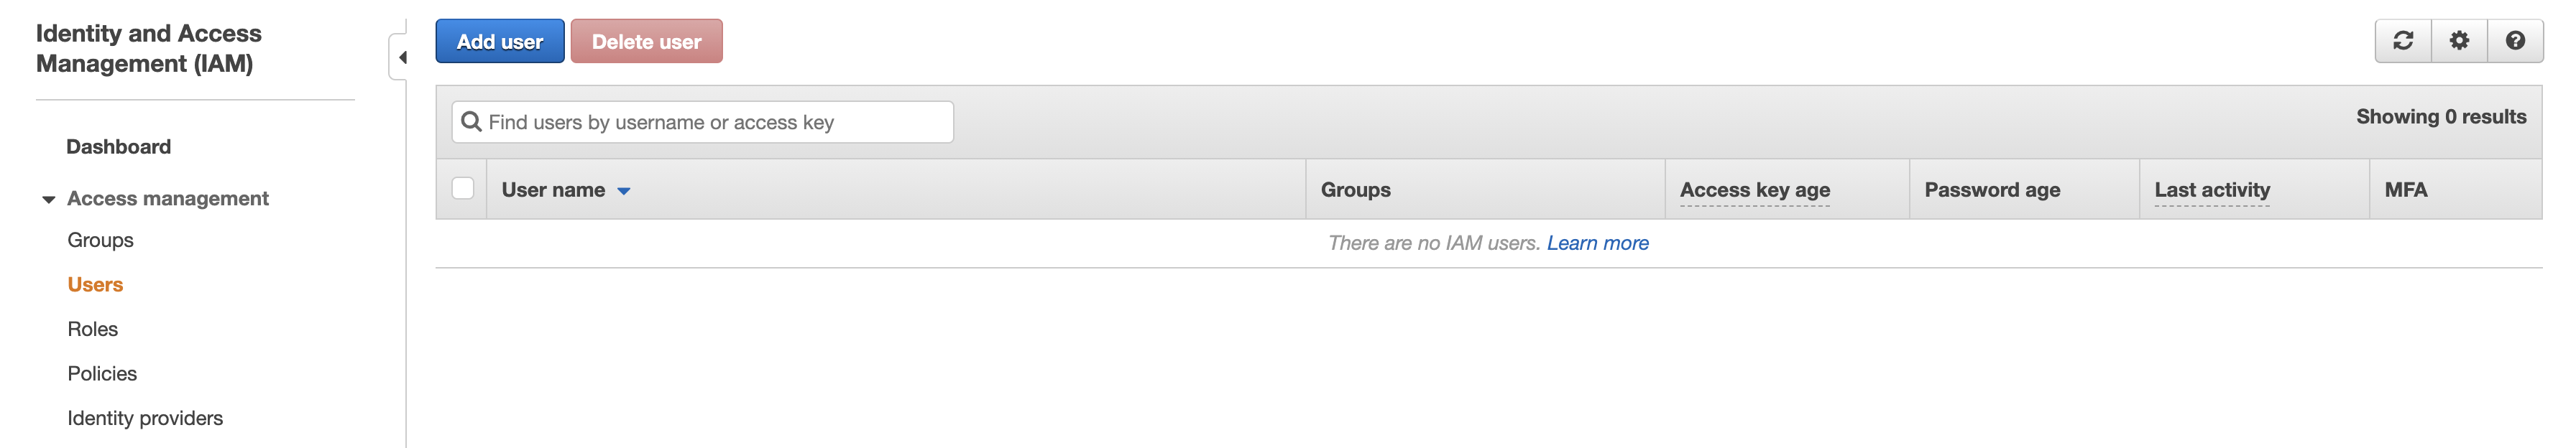 Identity and Access
Management (IAM)
Dashboard
Access management
Groups
Users
Roles
Policies
Identity providers
Add user
Delete user
Find users by username or access key
Showing 0 results
User name
Groups
Access key age
Password age
Last activity
MFA
There are no IAM users. Learn more